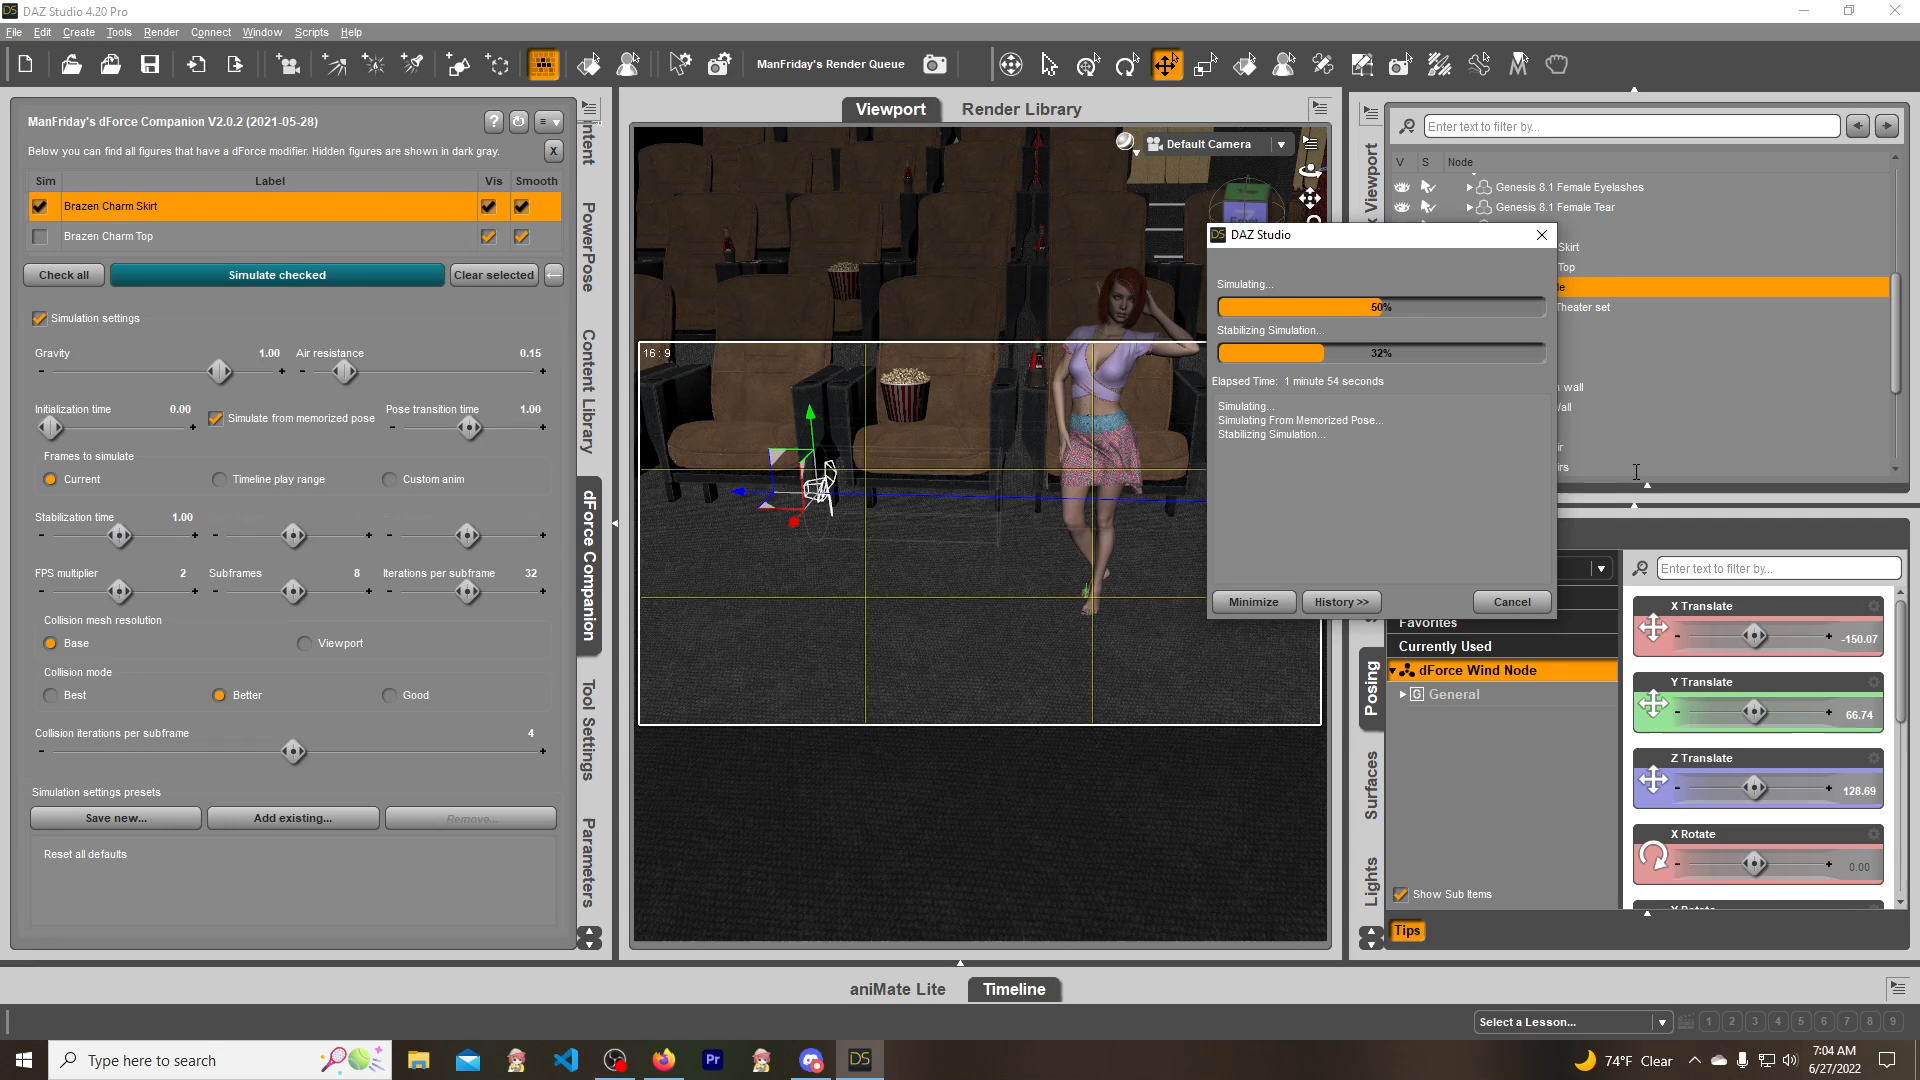 DAZ Studio 4.20 Pro
File Edit Create Tools Render Connect Window Scripts Help
ManFriday's Render Queue
ManFriday's dForce Companion V2.0.2 (2021-05-28)
Below you can find all figures that have a dForce modifier. Hidden figures are shown in dark gray.
X
Sim Label Vis Smooth
Brazen Charm Skirt
Brazen Charm Top
Check all Simulate checked Clear selected
Simulation settings
Gravity 1.00 Air resistance 0.15
Initialization time 0.00 Simulate from memorized pose Pose transition time 1.00
Frames to simulate
Current Timeline play range Custom anim
Stabilization time 1.00
FPS multiplier 2 Subframes 8 Iterations per subframe 32
Collision mesh resolution
Base Viewport
Collision mode
Best Better Good
Collision iterations per subframe 4
Simulation settings presets
Save new... Add existing... Remove...
Reset all defaults
PowerPose
Content Library
dForce Companion
Tool Settings
Parameters
Viewport Render Library
Default Camera
16 : 9
DAZ Studio
Simulating...
50%
Stabilizing Simulation...
32%
Elapsed Time: 1 minute 54 seconds
Simulating...
Simulating From Memorized Pose...
Stabilizing Simulation...
Minimize History >> Cancel
Enter text to filter by...
V S Node
Genesis 8.1 Female Eyelashes
Genesis 8.1 Female Tear
Skirt
Top
Theater set
wall
Viewport
Posing
Surfaces
Lights
Enter text to filter by...
Favorites
Currently Used
dForce Wind Node
General
X Translate
-150.07
Y Translate
66.74
Z Translate
128.69
X Rotate
0.00
Show Sub Items
Tips
aniMate Lite Timeline
Select a Lesson... 1 2 3 4 5 6 7 8 9
Type here to search
74°F Clear
7:04 AM
6/27/2022